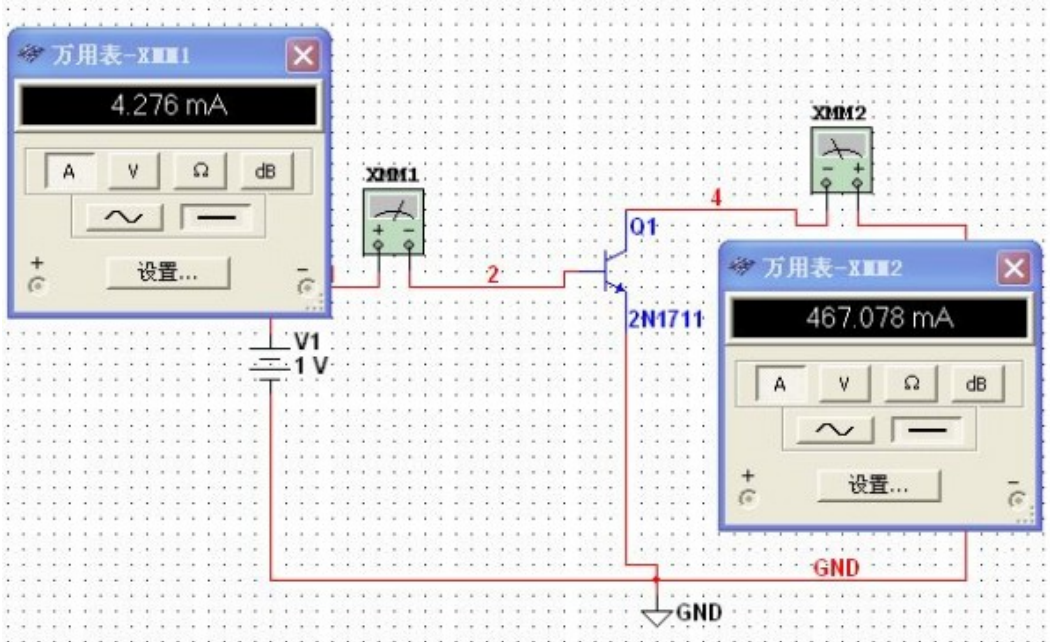 万用表-XMM1
4.276 mA
A V Ω dB
+ 设置... -
XMM1
+ -
2
V1
1 V
Q1
2N1711
4
XMM2
- +
万用表-XMM2
467.078 mA
A V Ω dB
+ 设置... -
GND
GND